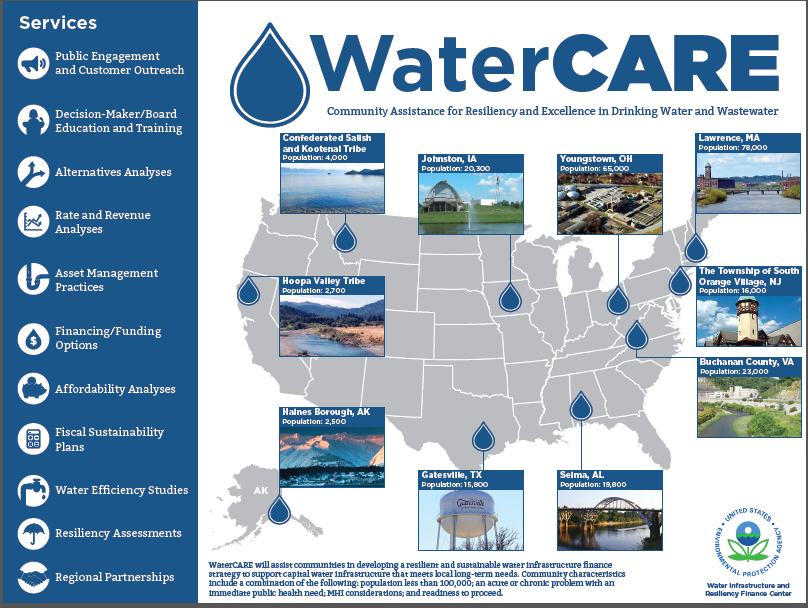 Services
Public Engagement
and Customer Outreach
Decision-Maker/Board
Education and Training
Alternatives Analyses
Rate and Revenue
Analyses
Asset Management
Practices
Financing/Funding
Options
Affordability Analyses
Fiscal Sustainability
Plans
Water Efficiency Studies
Resiliency Assessments
Regional Partnerships
WaterCARE
Community Assistance for Resiliency and Excellence in Drinking Water and Wastewater
Confederated Salish
and Kootenai Tribe
Population: 4,000
Johnston, IA
Population: 20,300
Youngstown, OH
Population: 65,000
Lawrence, MA
Population: 78,000
Hoopa Valley Tribe
Population: 2,700
The Township of South
Orange Village, NJ
Population: 16,000
Buchanan County, VA
Population: 23,000
Haines Borough, AK
Population: 2,500
AK
Gatesville, TX
Population: 15,800
Gatesville
Selma, AL
Population: 19,800
$
UNITED STATES
ENVIRONMENTAL PROTECTION AGENCY
Water Infrastructure and
Resiliency Finance Center
WaterCARE will assist communities in developing a resilient and sustainable water infrastructure finance
strategy to support capital water infrastructure that meets local long-term needs. Community characteristics
include a combination of the following: population less than 100,000; an acute or chronic problem with an
immediate public health need; MHI considerations; and readiness to proceed.